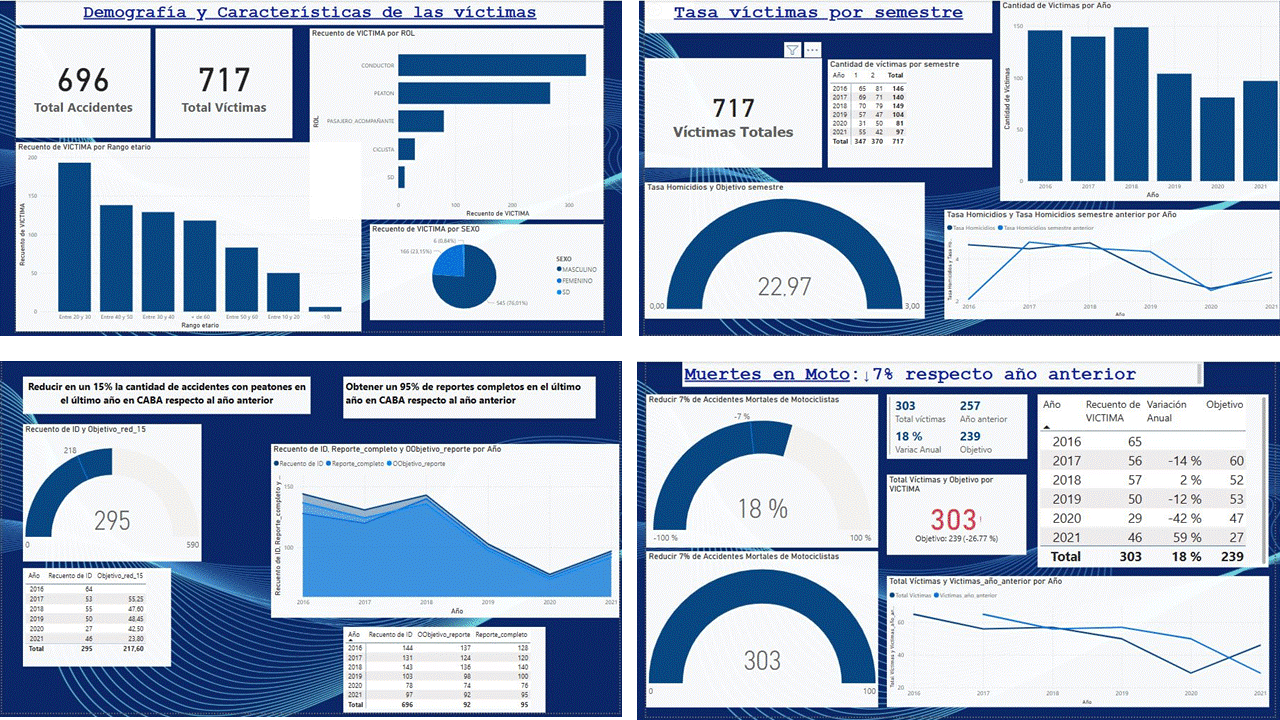 Demografía y Características de las víctimas
696
Total Accidentes
717
Total Víctimas
Recuento de VICTIMA por ROL
ROL
CONDUCTOR
PEATON
PASAJERO_ACOMPAÑANTE
CICLISTA
SD
0 100 200 300
Recuento de VICTIMA
Recuento de VICTIMA por Rango etario
Recuento de VICTIMA
200
150
100
50
0
Entre 20 y 30 Entre 40 y 50 Entre 30 y 40 + de 60 Entre 50 y 60 Entre 10 y 20 -10
Rango etario
Recuento de VICTIMA por SEXO
6 (0,84%)
166 (23,15%)
545 (76,01%)
SEXO
MASCULINO
FEMENINO
SD
Tasa víctimas por semestre
717
Víctimas Totales
Cantidad de víctimas por semestre
Año 1 2 Total
2016 65 81 146
2017 69 71 140
2018 70 79 149
2019 57 47 104
2020 31 50 81
2021 55 42 97
Total 347 370 717
Cantidad de Víctimas por Año
Cantidad de Víctimas
150
100
50
0
2016 2017 2018 2019 2020 2021
Año
Tasa Homicidios y Objetivo semestre
22,97
0,00 3,00
Tasa Homicidios y Tasa Homicidios semestre anterior por Año
Tasa Homicidios Tasa Homicidios semestre anterior
Tasa Homicidios y Tasa Ho...
4
2
2016 2017 2018 2019 2020 2021
Año
Reducir en un 15% la cantidad de accidentes con peatones en
el último año en CABA respecto al año anterior
Obtener un 95% de reportes completos en el último
año en CABA respecto al año anterior
Recuento de ID y Objetivo_red_15
218
295
0 590
Año Recuento de ID Objetivo_red_15
2016 64
2017 53 55,25
2018 55 47,60
2019 50 48,45
2020 27 42,50
2021 46 23,80
Total 295 217,60
Recuento de ID, Reporte_completo y OObjetivo_reporte por Año
Recuento de ID Reporte_completo OObjetivo_reporte
Recuento de ID, Reporte_completo y ...
150
100
2016 2017 2018 2019 2020 2021
Año
Año Recuento de ID OObjetivo_reporte Reporte_completo
2016 144 137 128
2017 131 124 120
2018 143 136 140
2019 103 98 100
2020 78 74 76
2021 97 92 95
Total 696 92 95
Muertes en Moto:↓7% respecto año anterior
Reducir 7% de Accidentes Mortales de Motociclistas
-7 %
18 %
-100 % 100 %
303 257
Total víctimas Año anterior
18 % 239
Variac Anual Objetivo
Total Víctimas y Objetivo por
VICTIMA
303!
Objetivo: 239 (-26.77 %)
Año Recuento de VICTIMA Variación Anual Objetivo
2016 65
2017 56 -14 % 60
2018 57 2 % 52
2019 50 -12 % 53
2020 29 -42 % 47
2021 46 59 % 27
Total 303 18 % 239
Reducir 7% de Accidentes Mortales de Motociclistas
303
0 100
Total Víctimas y Victimas_año_anterior por Año
Total Víctimas Victimas_año_anterior
Total Víctimas y Victimas_año_an...
60
40
20
2016 2017 2018 2019 2020 2021
Año